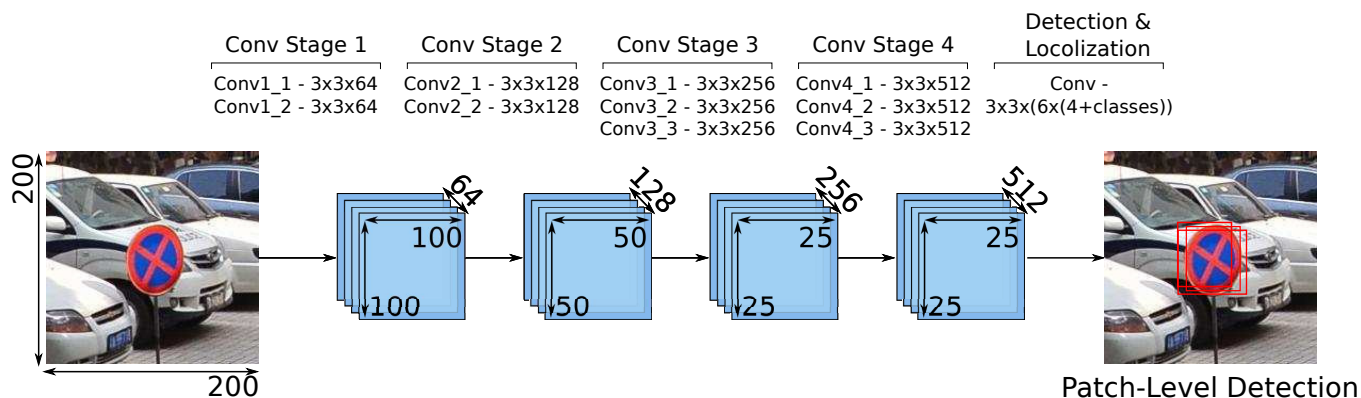 Conv Stage 1
Conv1_1 - 3x3x64
Conv1_2 - 3x3x64
Conv Stage 2
Conv2_1 - 3x3x128
Conv2_2 - 3x3x128
Conv Stage 3
Conv3_1 - 3x3x256
Conv3_2 - 3x3x256
Conv3_3 - 3x3x256
Conv Stage 4
Conv4_1 - 3x3x512
Conv4_2 - 3x3x512
Conv4_3 - 3x3x512
Detection &
Locolization
Conv -
3x3x(6x(4+classes))
200
200
64
100
100
128
50
50
256
25
25
512
25
25
Patch-Level Detection